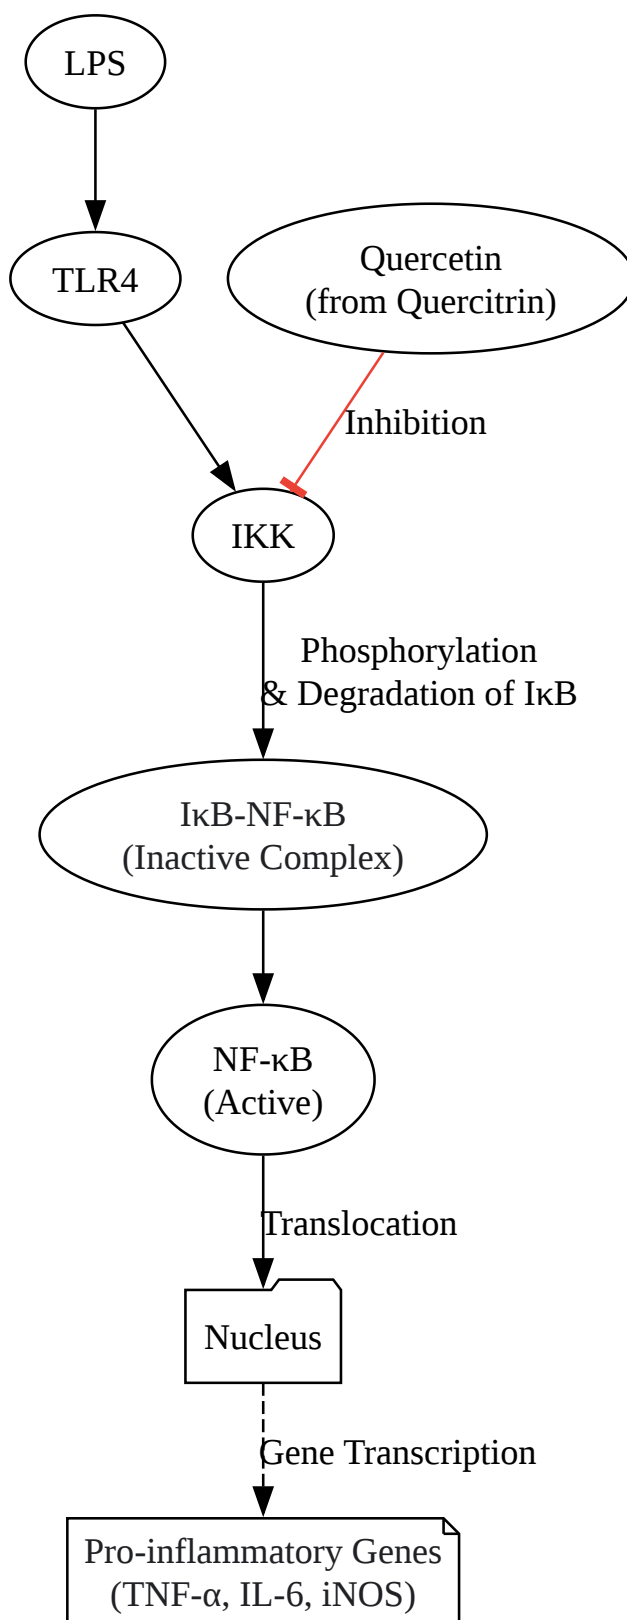 LPS
TLR4
Quercetin
(from Quercitrin)
Inhibition
IKK
Phosphorylation
& Degradation of IκB
IκB-NF-κB
(Inactive Complex)
NF-κB
(Active)
Translocation
Nucleus
Gene Transcription
Pro-inflammatory Genes
(TNF-α, IL-6, iNOS)